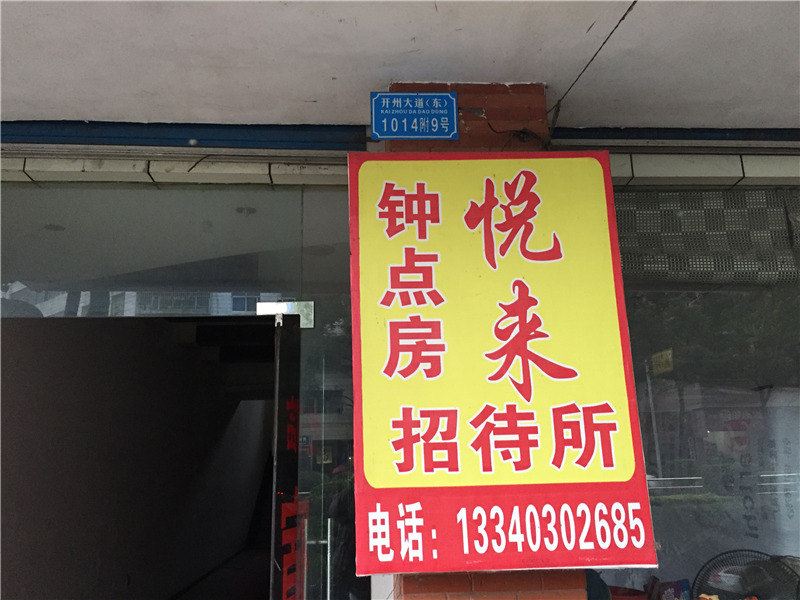 开州大道(东)
KAI ZHOU DA DAO DONG
1014附9号
悦来
钟点房
招待所
电话：13340302685